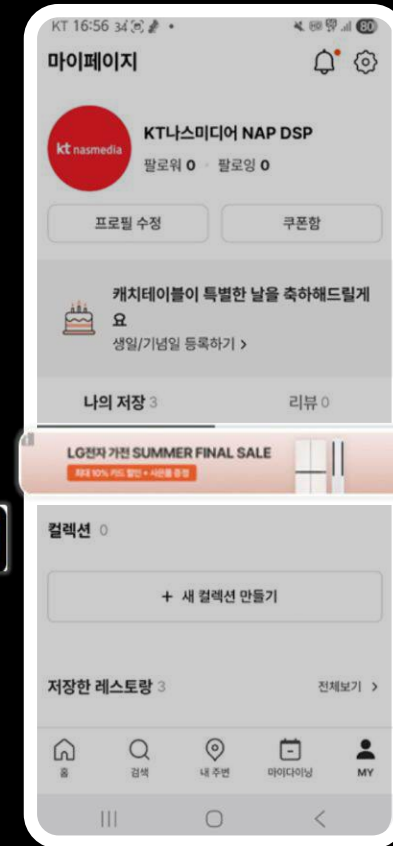 KT 16:56
80
마이페이지
kt nasmedia
KT나스미디어 NAP DSP
팔로워 0 · 팔로잉 0
프로필 수정
쿠폰함
캐치테이블이 특별한 날을 축하해드릴게
요
생일/기념일 등록하기 >
나의 저장 3
리뷰 0
LG전자 가전 SUMMER FINAL SALE
최대 10% 카드 할인 + 사은품 증정
컬렉션 0
+ 새 컬렉션 만들기
저장한 레스토랑 3
전체보기 >
홈
검색
내 주변
마이다이닝
MY